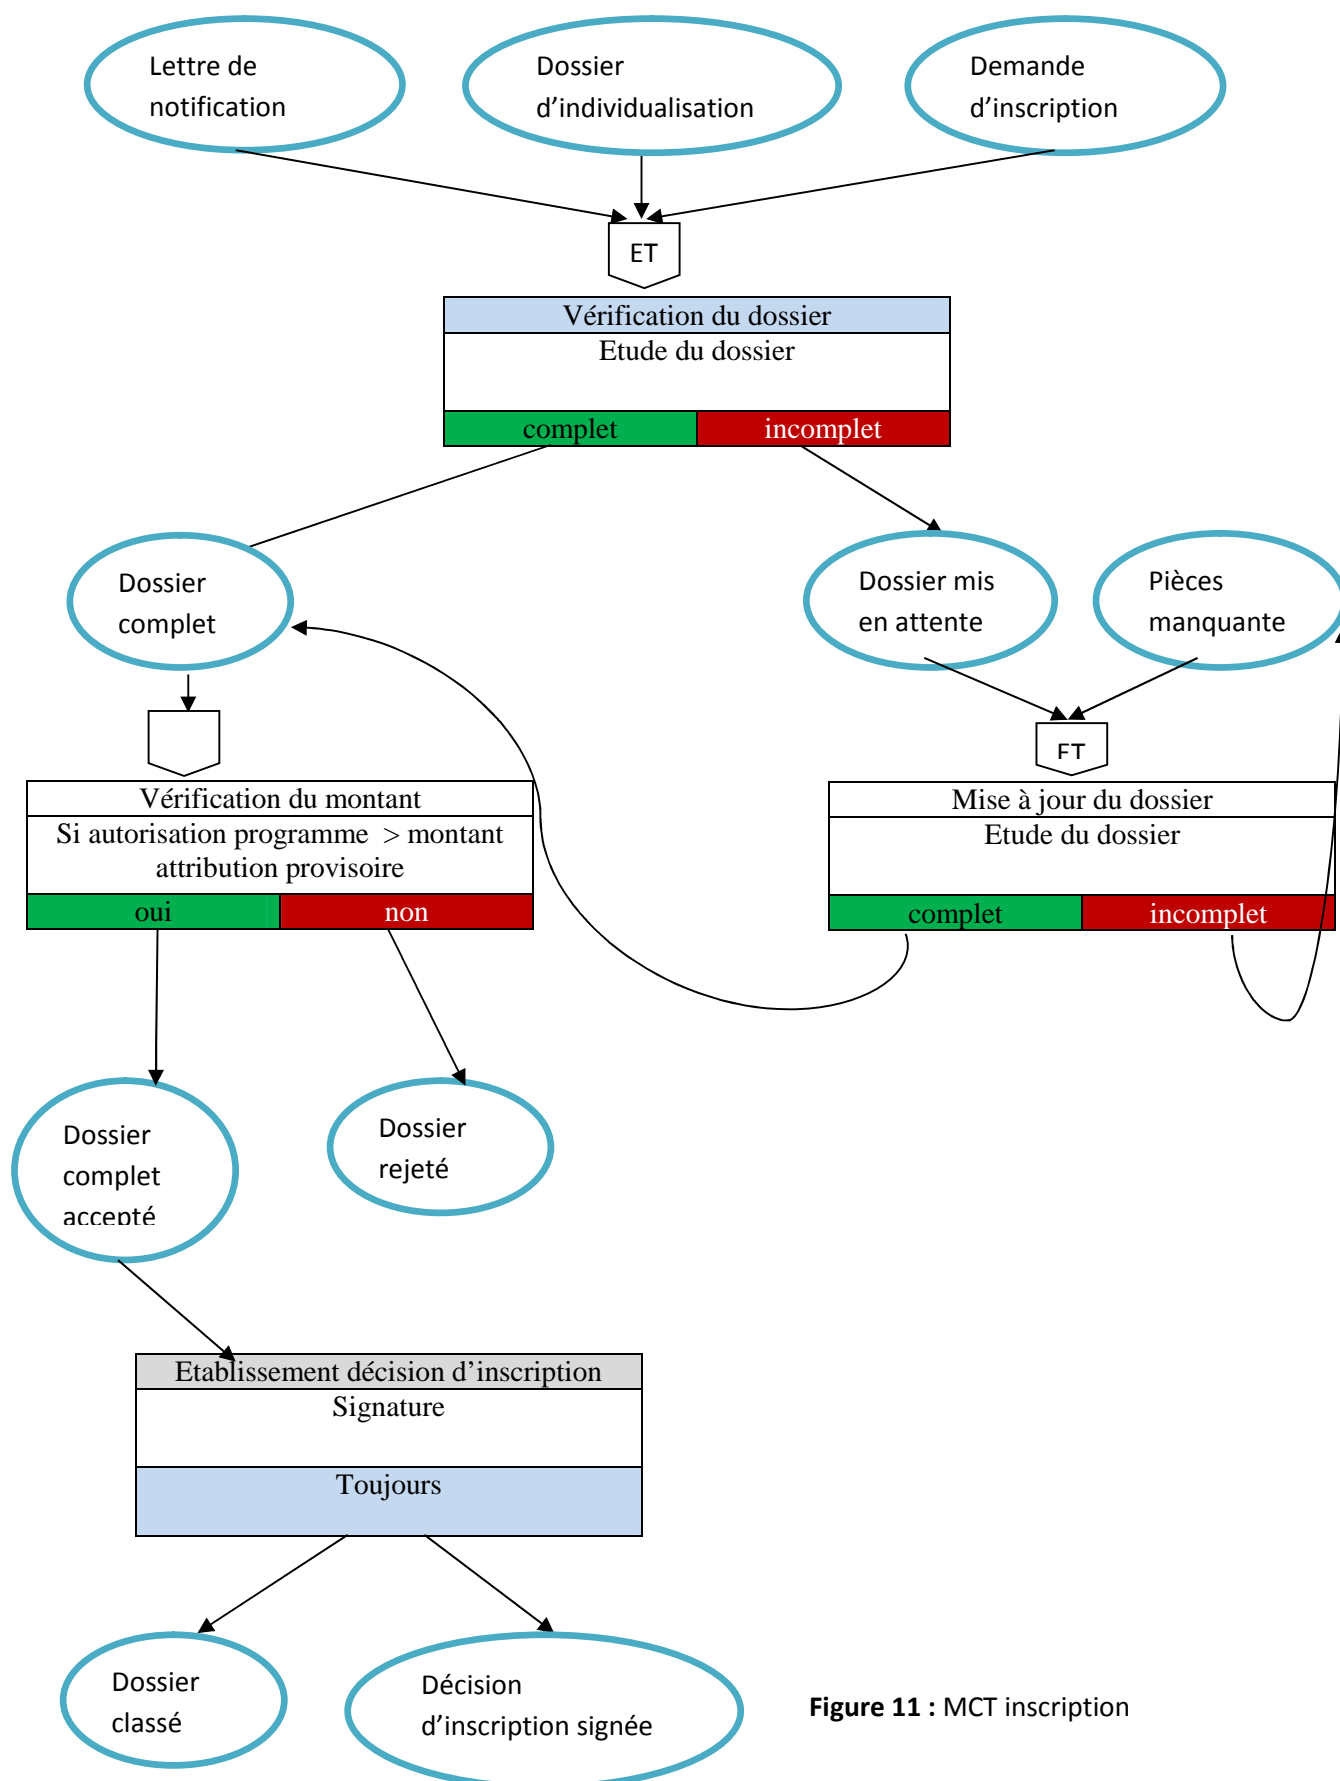 Lettre de
notification
Dossier
d’individualisation
Demande
d’inscription
ET
Vérification du dossier
Etude du dossier
complet
incomplet
Dossier
complet
Dossier mis
en attente
Pièces
manquante
ET
Vérification du montant
Si autorisation programme > montant
attribution provisoire
oui
non
Mise à jour du dossier
Etude du dossier
complet
incomplet
Dossier
complet
accepté
Dossier
rejeté
Etablissement décision d’inscription
Signature
Toujours
Dossier
classé
Décision
d’inscription signée
Figure 11 : MCT inscription